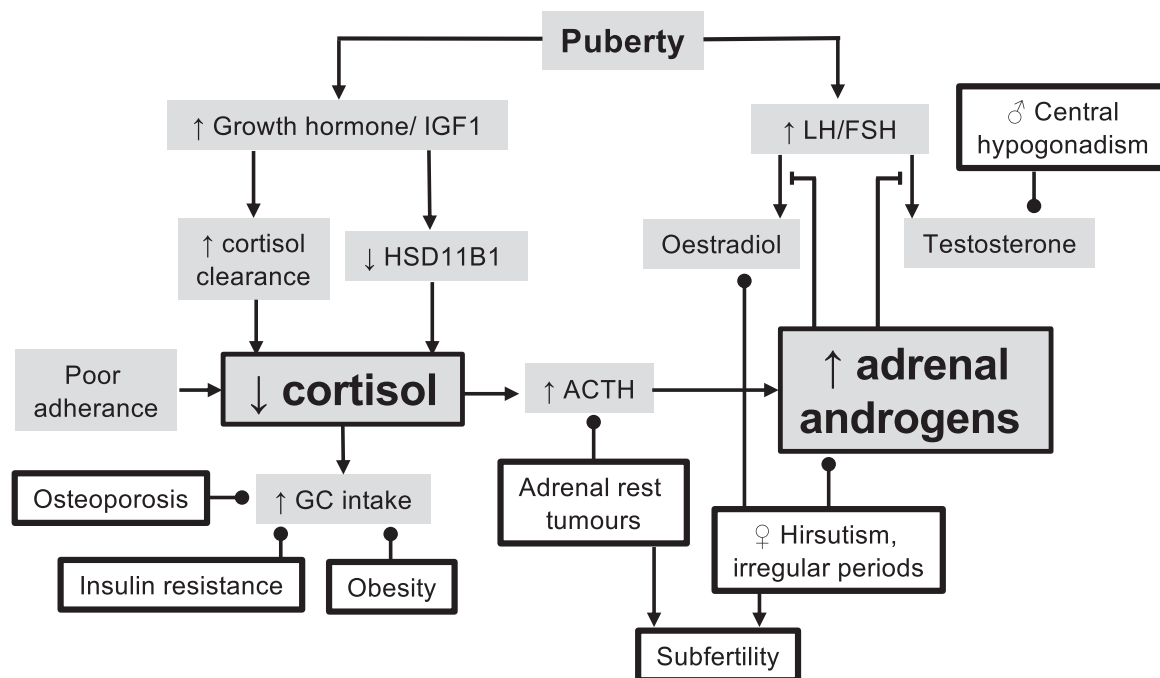 Puberty
↑ Growth hormone/ IGF1
↑ LH/FSH
♂ Central
hypogonadism
↑ cortisol
clearance
↓ HSD11B1
Oestradiol
Testosterone
Poor
adherance
↓ cortisol
↑ ACTH
↑ adrenal
androgens
Osteoporosis
↑ GC intake
Adrenal rest
tumours
♀ Hirsutism,
irregular periods
Insulin resistance
Obesity
Subfertility